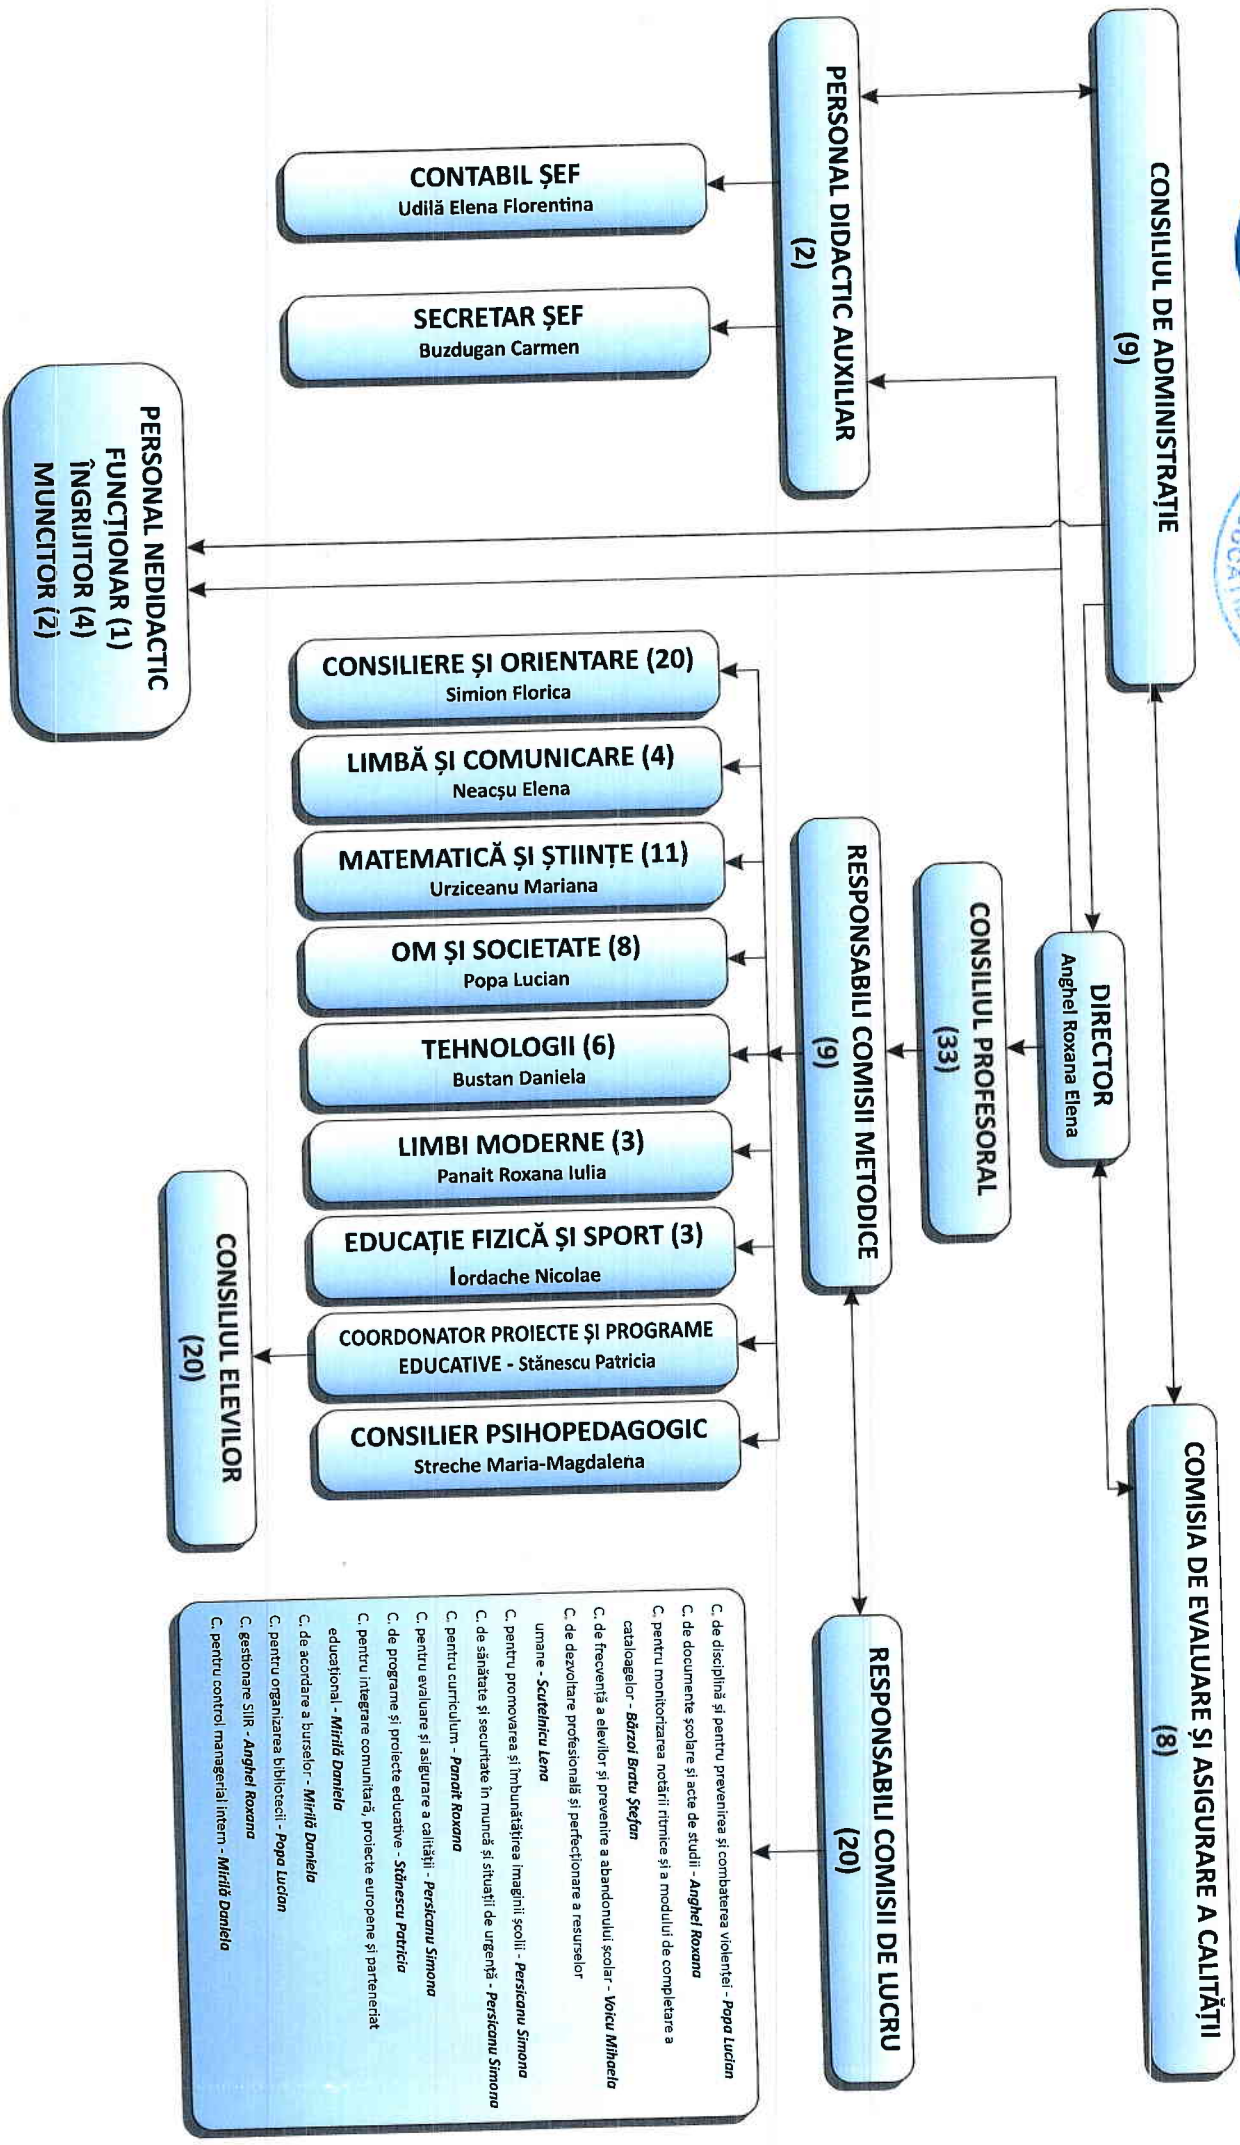 CONSILIUL DE ADMINISTRAȚIE
(9)
COMISIA DE EVALUARE ȘI ASIGURARE A CALITĂȚII
(8)
DIRECTOR
Anghel Roxana Elena
CONSILIUL PROFESORAL
(33)
PERSONAL DIDACTIC AUXILIAR
(2)
RESPONSABILI COMISII METODICE
(9)
RESPONSABILI COMISII DE LUCRU
(20)
CONTABIL ȘEF
Udilă Elena Florentina
SECRETAR ȘEF
Buzdugan Carmen
CONSILIERE ȘI ORIENTARE (20)
Simion Florica
LIMBĂ ȘI COMUNICARE (4)
Neacșu Elena
MATEMATICĂ ȘI ȘTIINȚE (11)
Urziceanu Mariana
OM ȘI SOCIETATE (8)
Popa Lucian
TEHNOLOGII (6)
Bustan Daniela
LIMBI MODERNE (3)
Panait Roxana Iulia
EDUCAȚIE FIZICĂ ȘI SPORT (3)
Iordache Nicolae
COORDONATOR PROIECTE ȘI PROGRAME
EDUCATIVE - Stănescu Patricia
CONSILIER PSIHOPEDAGOGIC
Streche Maria-Magdalena
C. de disciplină și pentru prevenirea și combaterea violenței - Popa Lucian
C. de documente școlare și acte de studii - Anghel Roxana
C. pentru monitorizarea notării ritmice și a modului de completare a
cataloagelor - Bârzoi Bratu Ștefan
C. de frecvență a elevilor și prevenire a abandonului școlar - Voicu Mihaela
C. de dezvoltare profesională și perfecționare a resurselor
umane - Scutelnicu Lena
C. pentru promovarea și îmbunătățirea imaginii școlii - Persicanu Simona
C. de sănătate și securitate în muncă și situații de urgență - Persicanu Simona
C. pentru curriculum - Panait Roxana
C. pentru evaluare și asigurare a calității - Persicanu Simona
C. de programe și proiecte educative - Stănescu Patricia
C. pentru integrare comunitară, proiecte europene și parteneriat
educațional - Mirilă Daniela
C. de acordare a burselor - Mirilă Daniela
C. pentru organizarea bibliotecii - Popa Lucian
C. gestionare SIIR - Anghel Roxana
C. pentru control managerial intern - Mirilă Daniela
PERSONAL NEDIDACTIC
FUNCȚIONAR (1)
ÎNGRIJITOR (4)
MUNCITOR (2)
CONSILIUL ELEVILOR
(20)